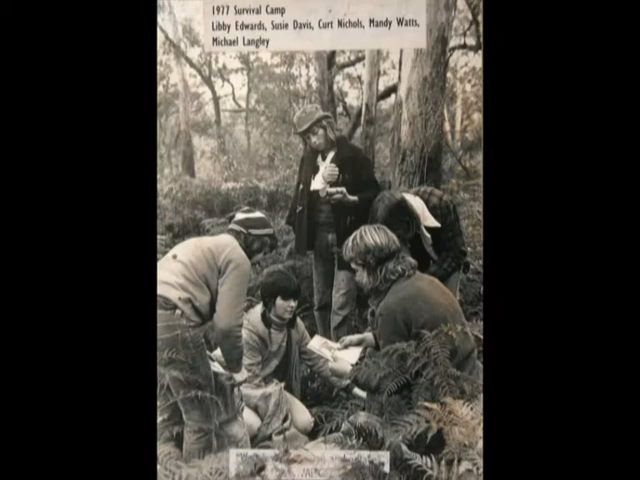 1977 Survival Camp
Libby Edwards, Susie Davis, Curt Nichols, Mandy Watts,
Michael Langley